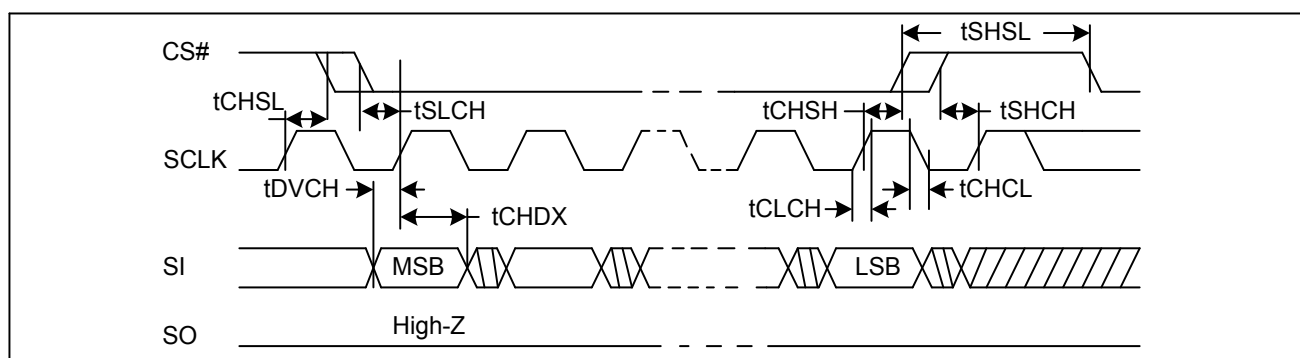 CS#
tSHSL
tCHSL
tSLCH
tCHSH
tSHCH
SCLK
tDVCH
tCHDX
tCLCH
tCHCL
SI
MSB
LSB
SO
High-Z